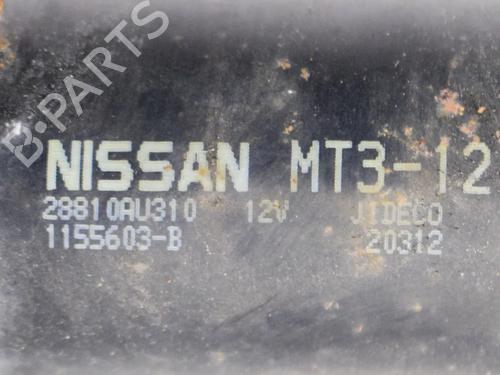 B-PARTS
NISSAN MT3-12
28810AU310 12V JIDECO
1155603-B 20312